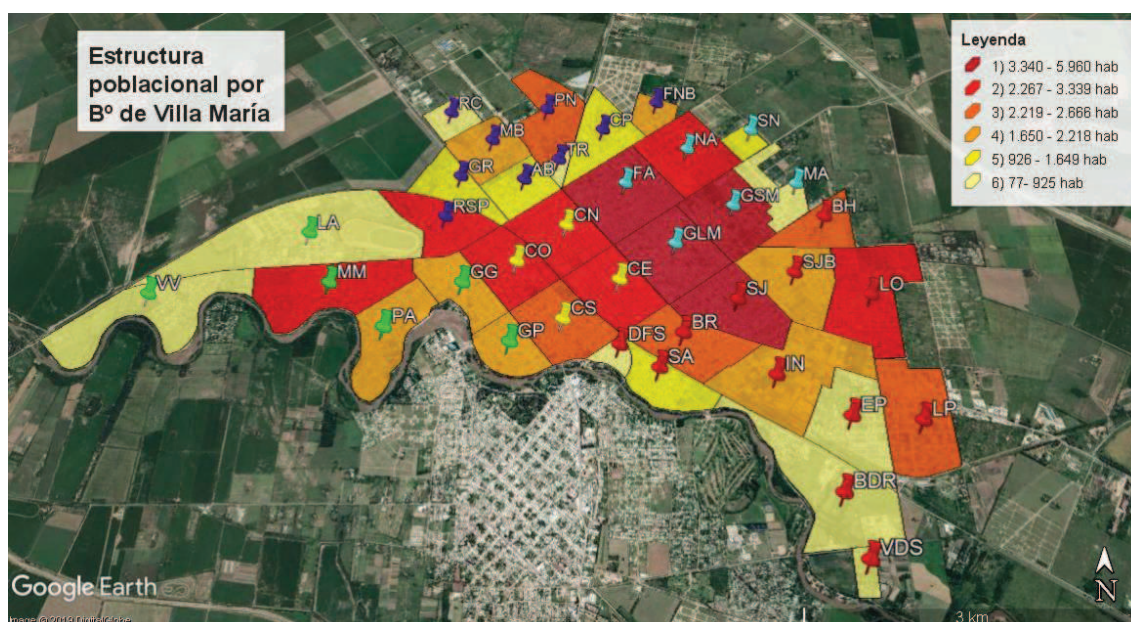 Estructura
poblacional por
Bº de Villa María
Leyenda
1) 3.340 - 5.960 hab
2) 2.267 - 3.339 hab
3) 2.219 - 2.666 hab
4) 1.650 - 2.218 hab
5) 926 - 1.649 hab
6) 77- 925 hab
RC
PN
FNB
MB
CP
SN
TR
NA
GR
AB
FA
MA
GSM
RSP
BH
LA
CN
GLM
CO
SJB
VV
MM
GG
CE
SJ
LO
PA
CS
GP
DFS
BR
SA
IN
EP
LP
BDR
VDS
Google Earth
N
Image © 2019 DigitalGlobe
3 km